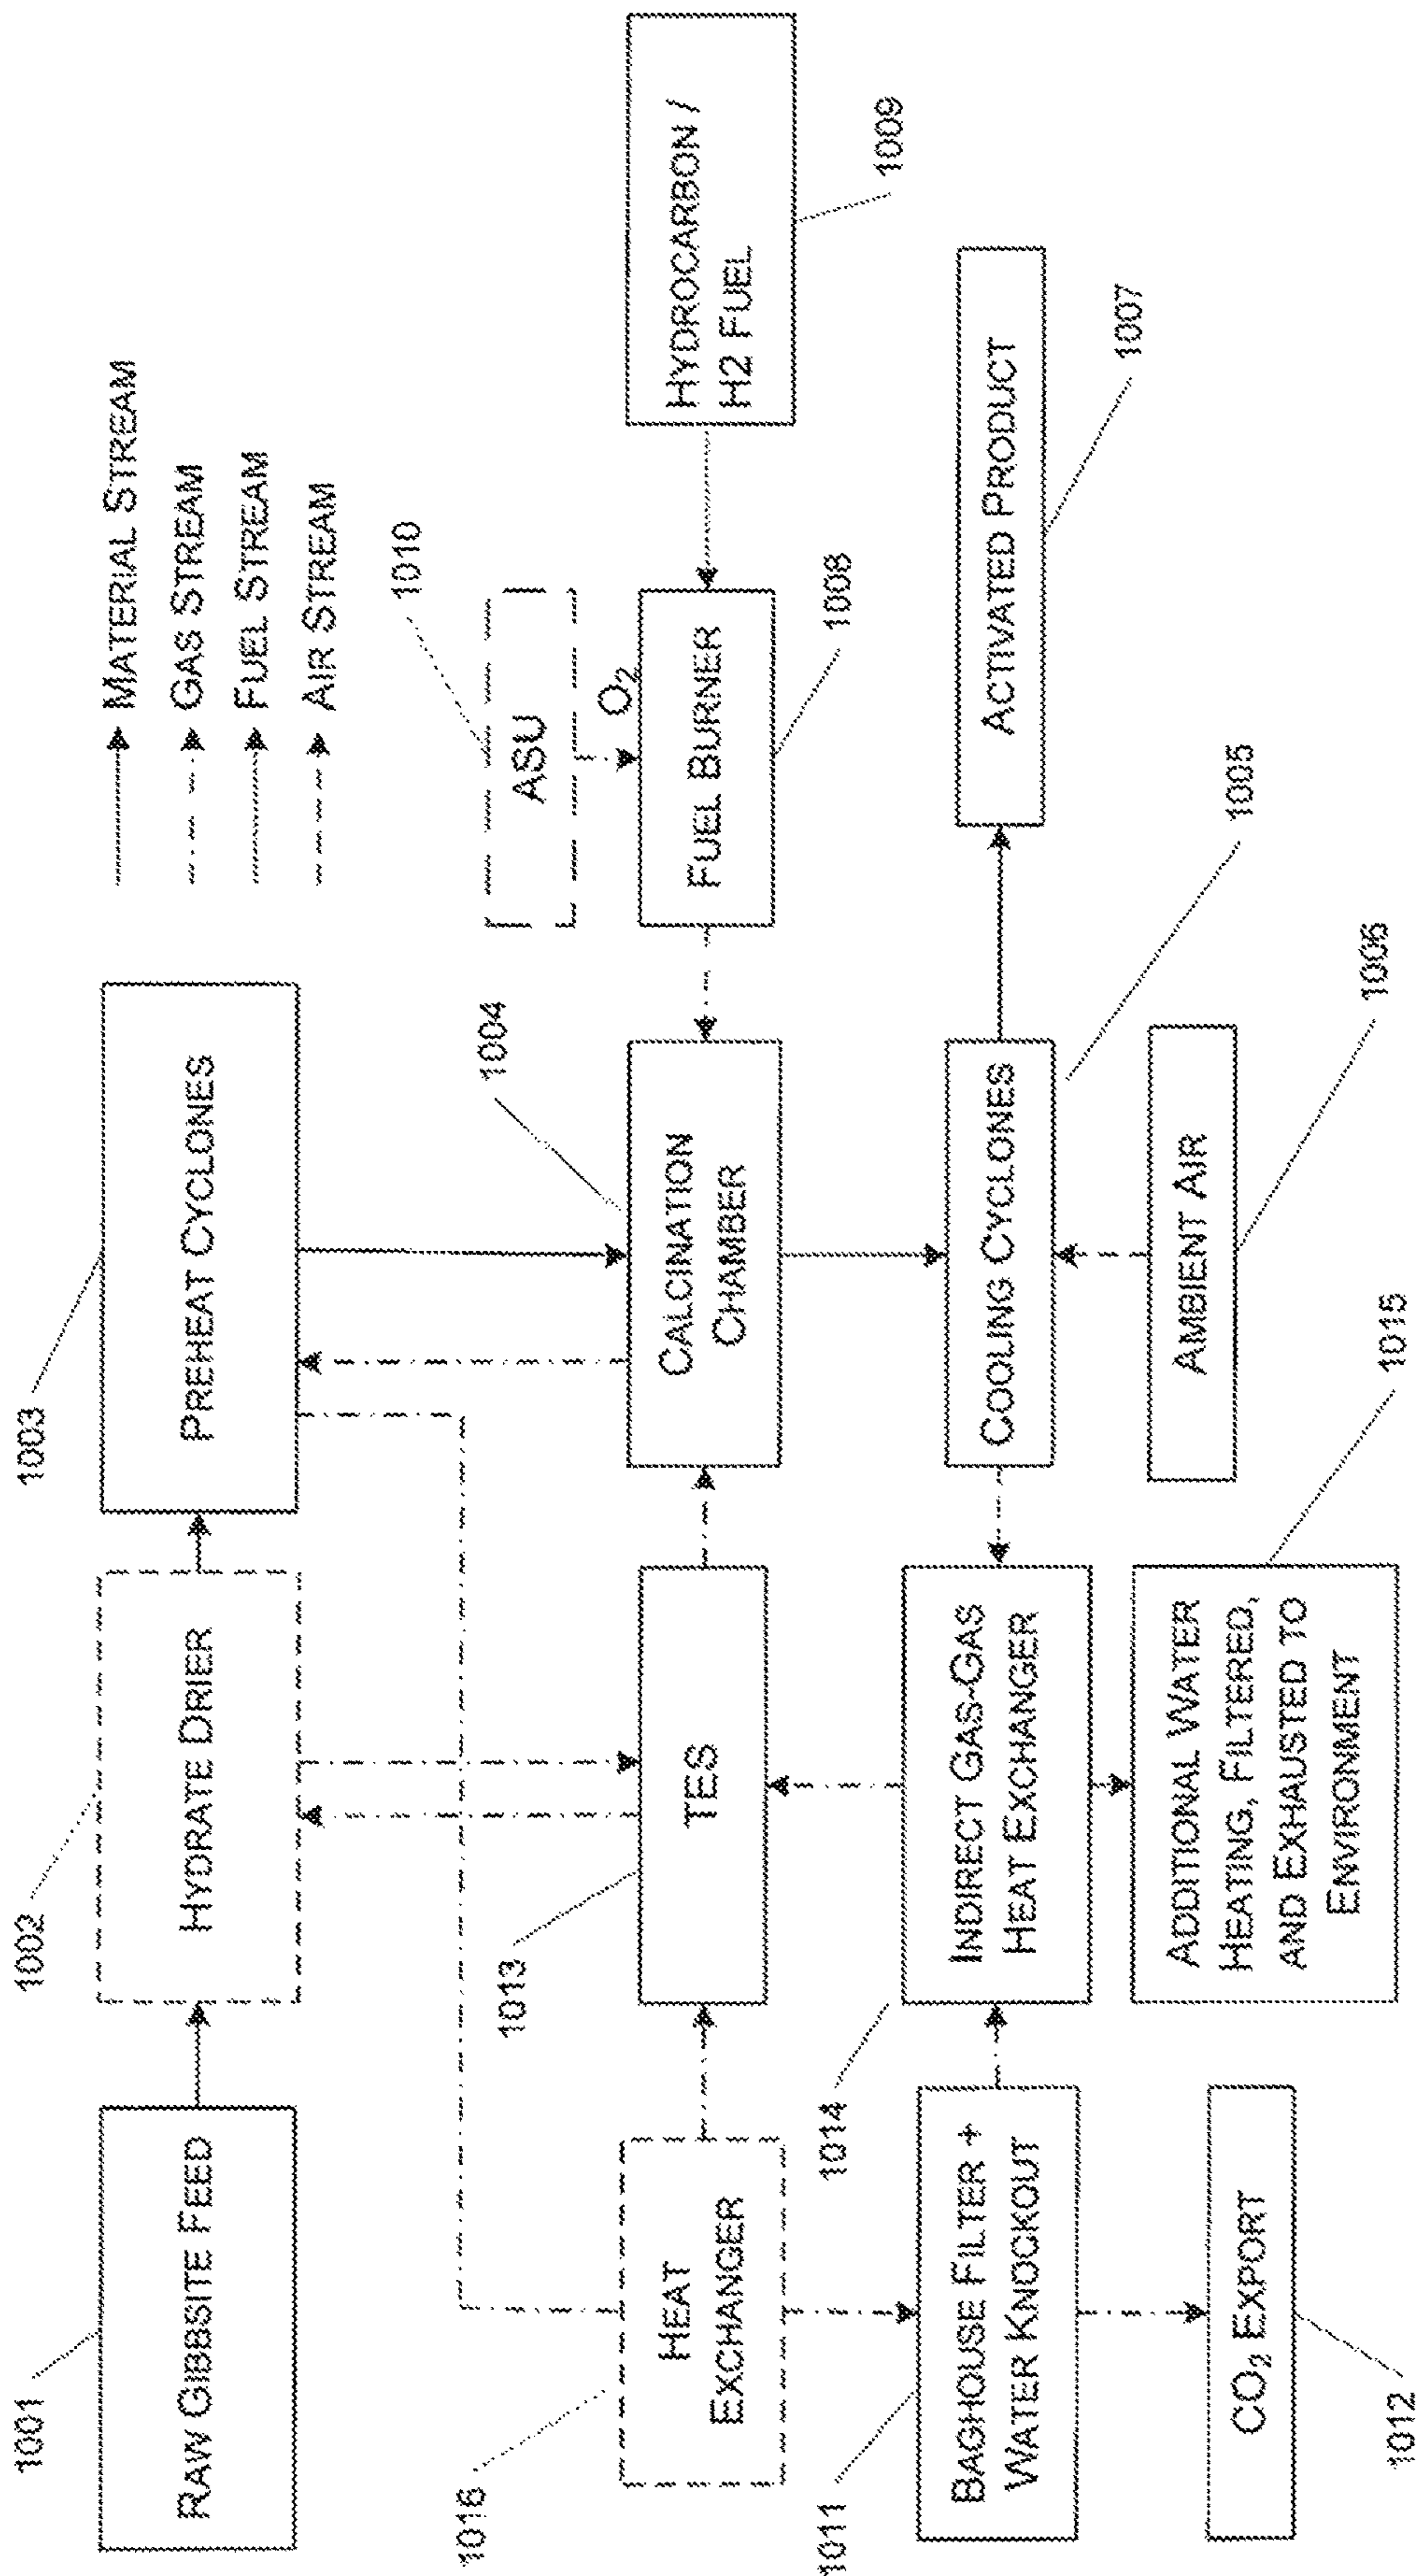 1001
RAW GIBBSITE FEED
1002
HYDRATE DRIER
1003
PREHEAT CYCLONES
MATERIAL STREAM
GAS STREAM
FUEL STREAM
AIR STREAM
1016
HEAT
EXCHANGER
1013
TES
1004
CALCINATION
CHAMBER
1010
ASU
O₂
FUEL BURNER
1008
HYDROCARBON /
H2 FUEL
1009
1011
BAGHOUSE FILTER +
WATER KNOCKOUT
1014
INDIRECT GAS-GAS
HEAT EXCHANGER
COOLING CYCLONES
1005
ACTIVATED PRODUCT
1007
CO₂ EXPORT
1012
ADDITIONAL WATER
HEATING, FILTERED,
AND EXHAUSTED TO
ENVIRONMENT
1015
AMBIENT AIR
1006